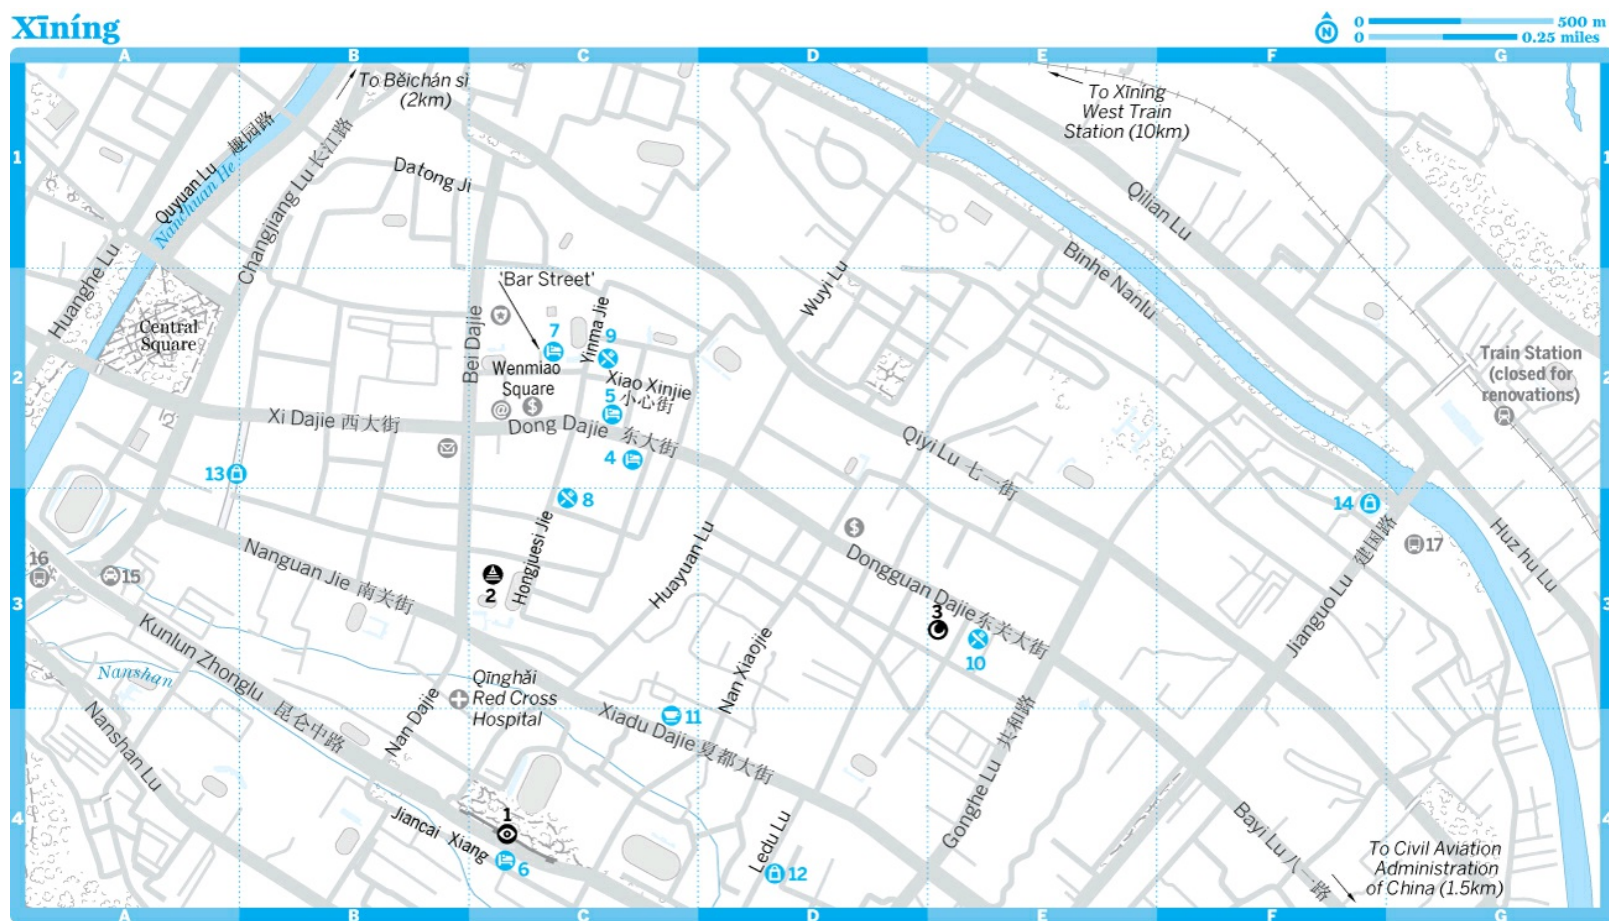 Xīníng
0 500 m
0 0.25 miles
N
A B C D E F G
To Běichán sì
(2km)
To Xīníng
West Train
Station (10km)
1
1
Quyuan Lu 趣园路
Nanchuan He
Changjiang Lu 长江路
Datong Ji
Qilian Lu
Huanghe Lu
Binhe Nanlu
Wuyi Lu
'Bar Street'
Central
Square
Bei Dajie
7
Yinma Jie
9
Train Station
(closed for
renovations)
2
2
Wenmiao
Square
Xiao Xinjie
小心街
5
@
$
Xi Dajie 西大街
Dong Dajie 东大街
Qiyi Lu 七一街
4
13
8
14
$
Hongjuesi Jie
Huayuan Lu
Nanguan Jie 南关街
Dongguan Dajie 东关大街
Jianguo Lu 建国路
17
Huz hu Lu
16
15
2
3
3
3
10
Kunlun Zhonglu 昆仑中路
Nanshan
Nan Xiaojie
Qīnghǎi
Red Cross
Hospital
Nan Dajie
11
Xiadu Dajie 夏都大街
Nanshan Lu
Gonghe Lu 共和路
4
4
1
Jiancai Xiang
6
Ledu Lu
12
Bayi Lu 八一路
To Civil Aviation
Administration
of China (1.5km)
A B C D E F G